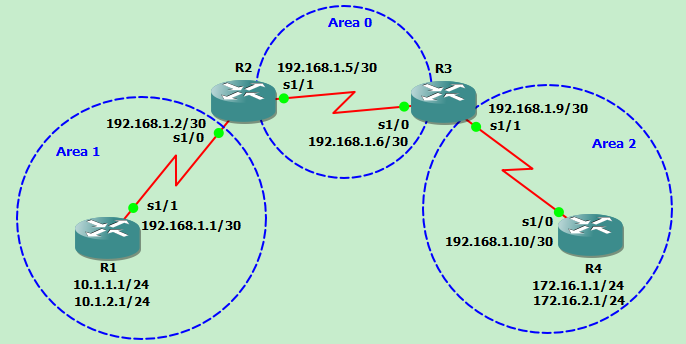 Area 0
R2
192.168.1.5/30
s1/1
R3
192.168.1.9/30
s1/1
192.168.1.2/30
s1/0
s1/0
192.168.1.6/30
Area 1
Area 2
s1/1
192.168.1.1/30
s1/0
192.168.1.10/30
R1
10.1.1.1/24
10.1.2.1/24
R4
172.16.1.1/24
172.16.2.1/24